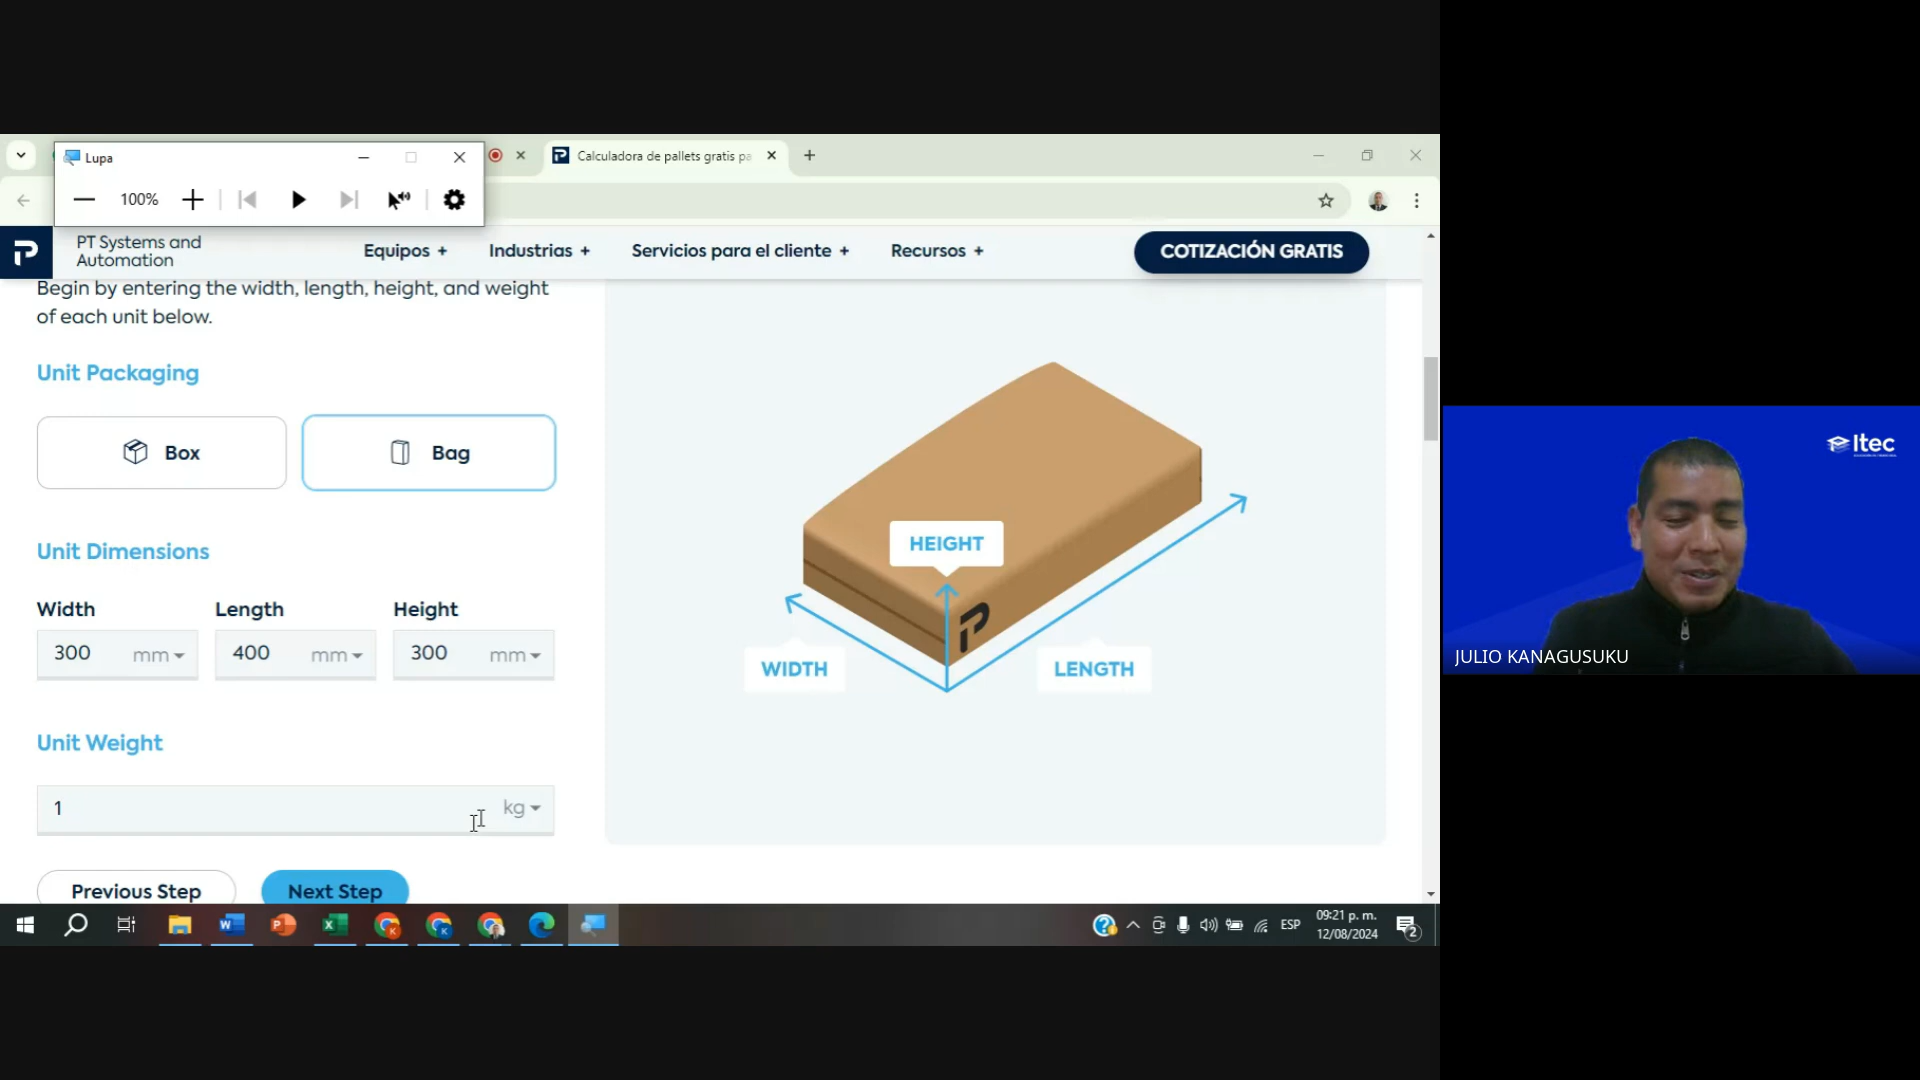 Lupa
100%
Calculadora de pallets gratis pa
PT Systems and
Automation
Equipos +
Industrias +
Servicios para el cliente +
Recursos +
COTIZACIÓN GRATIS
Begin by entering the width, length, height, and weight
of each unit below.
Unit Packaging
Box
Bag
Unit Dimensions
Width
Length
Height
300 mm
400 mm
300 mm
Unit Weight
1 kg
Previous Step
Next Step
HEIGHT
WIDTH
LENGTH
Itec
JULIO KANAGUSUKU
ESP
09:21 p. m.
12/08/2024
2